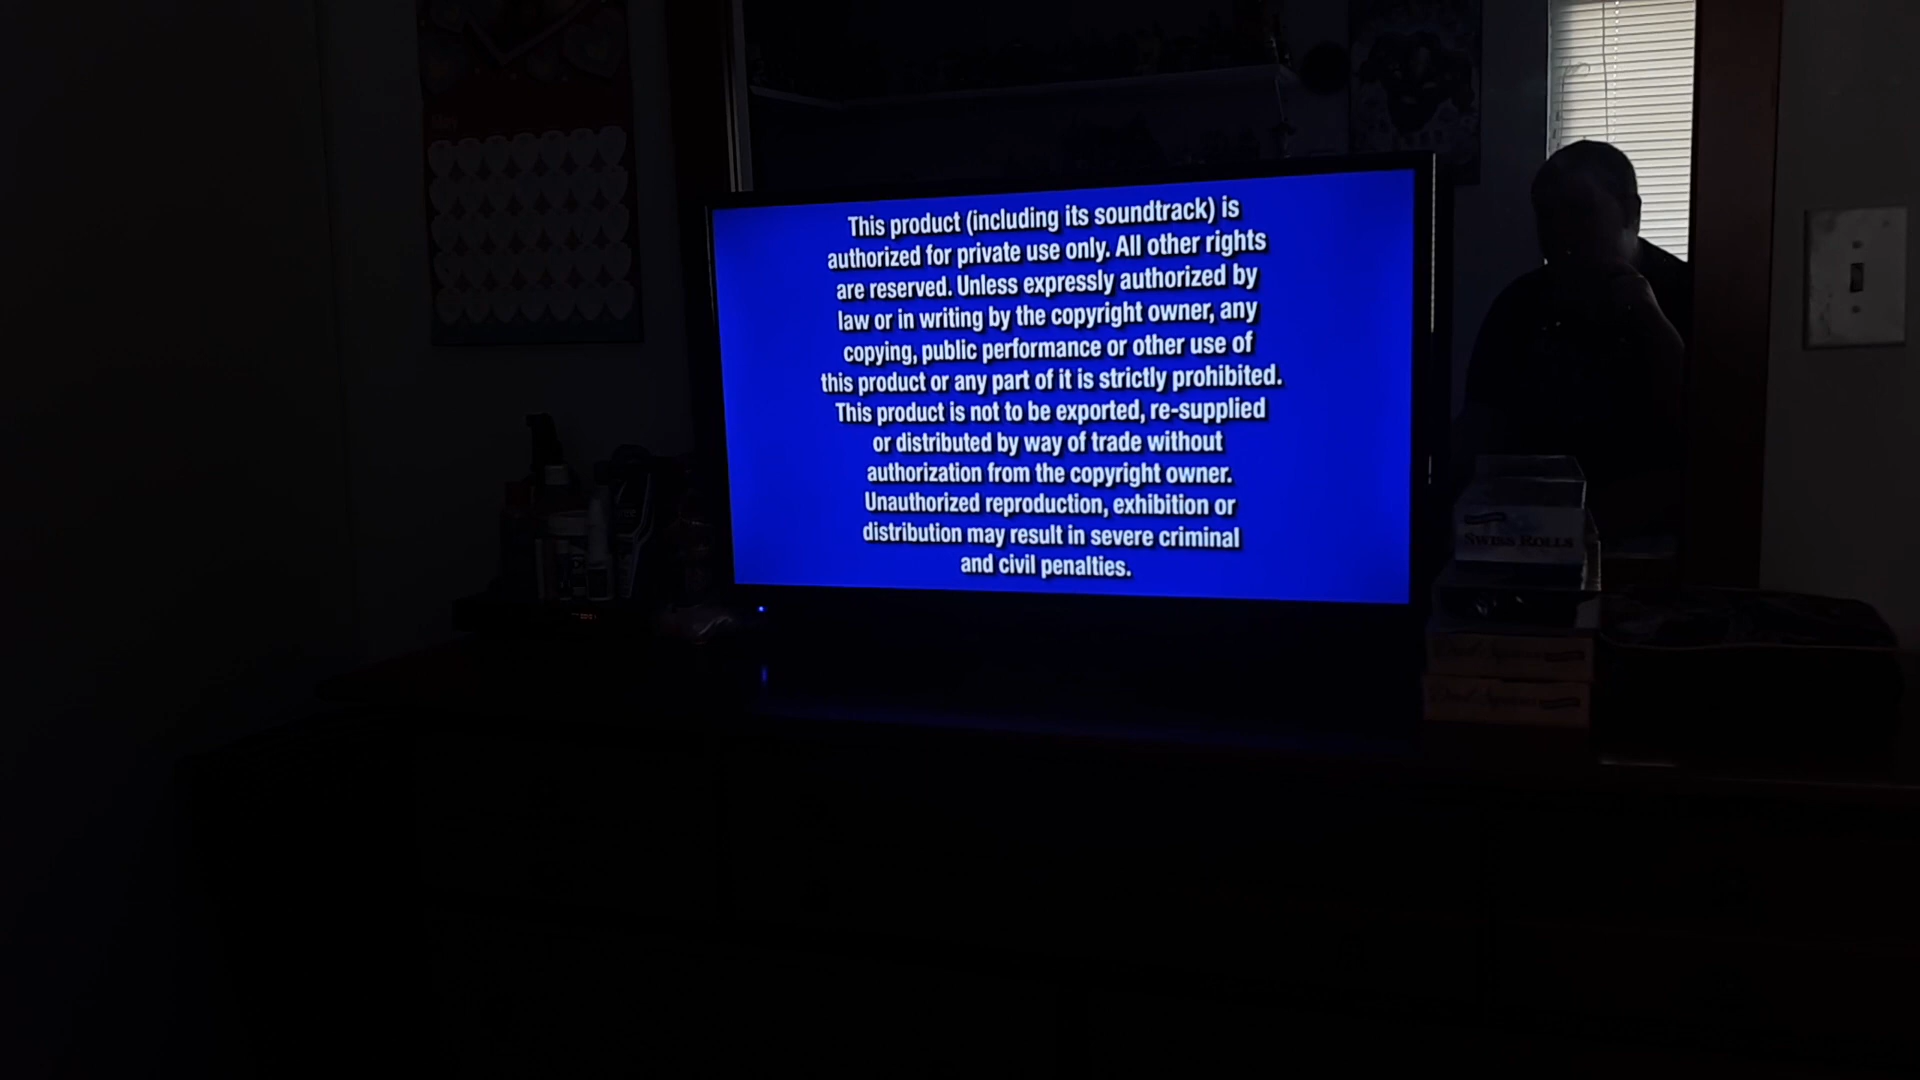 This product (including its soundtrack) is
authorized for private use only. All other rights
are reserved. Unless expressly authorized by
law or in writing by the copyright owner, any
copying, public performance or other use of
this product or any part of it is strictly prohibited.
This product is not to be exported, re-supplied
or distributed by way of trade without
authorization from the copyright owner.
Unauthorized reproduction, exhibition or
distribution may result in severe criminal
and civil penalties.
SWISS ROLLS